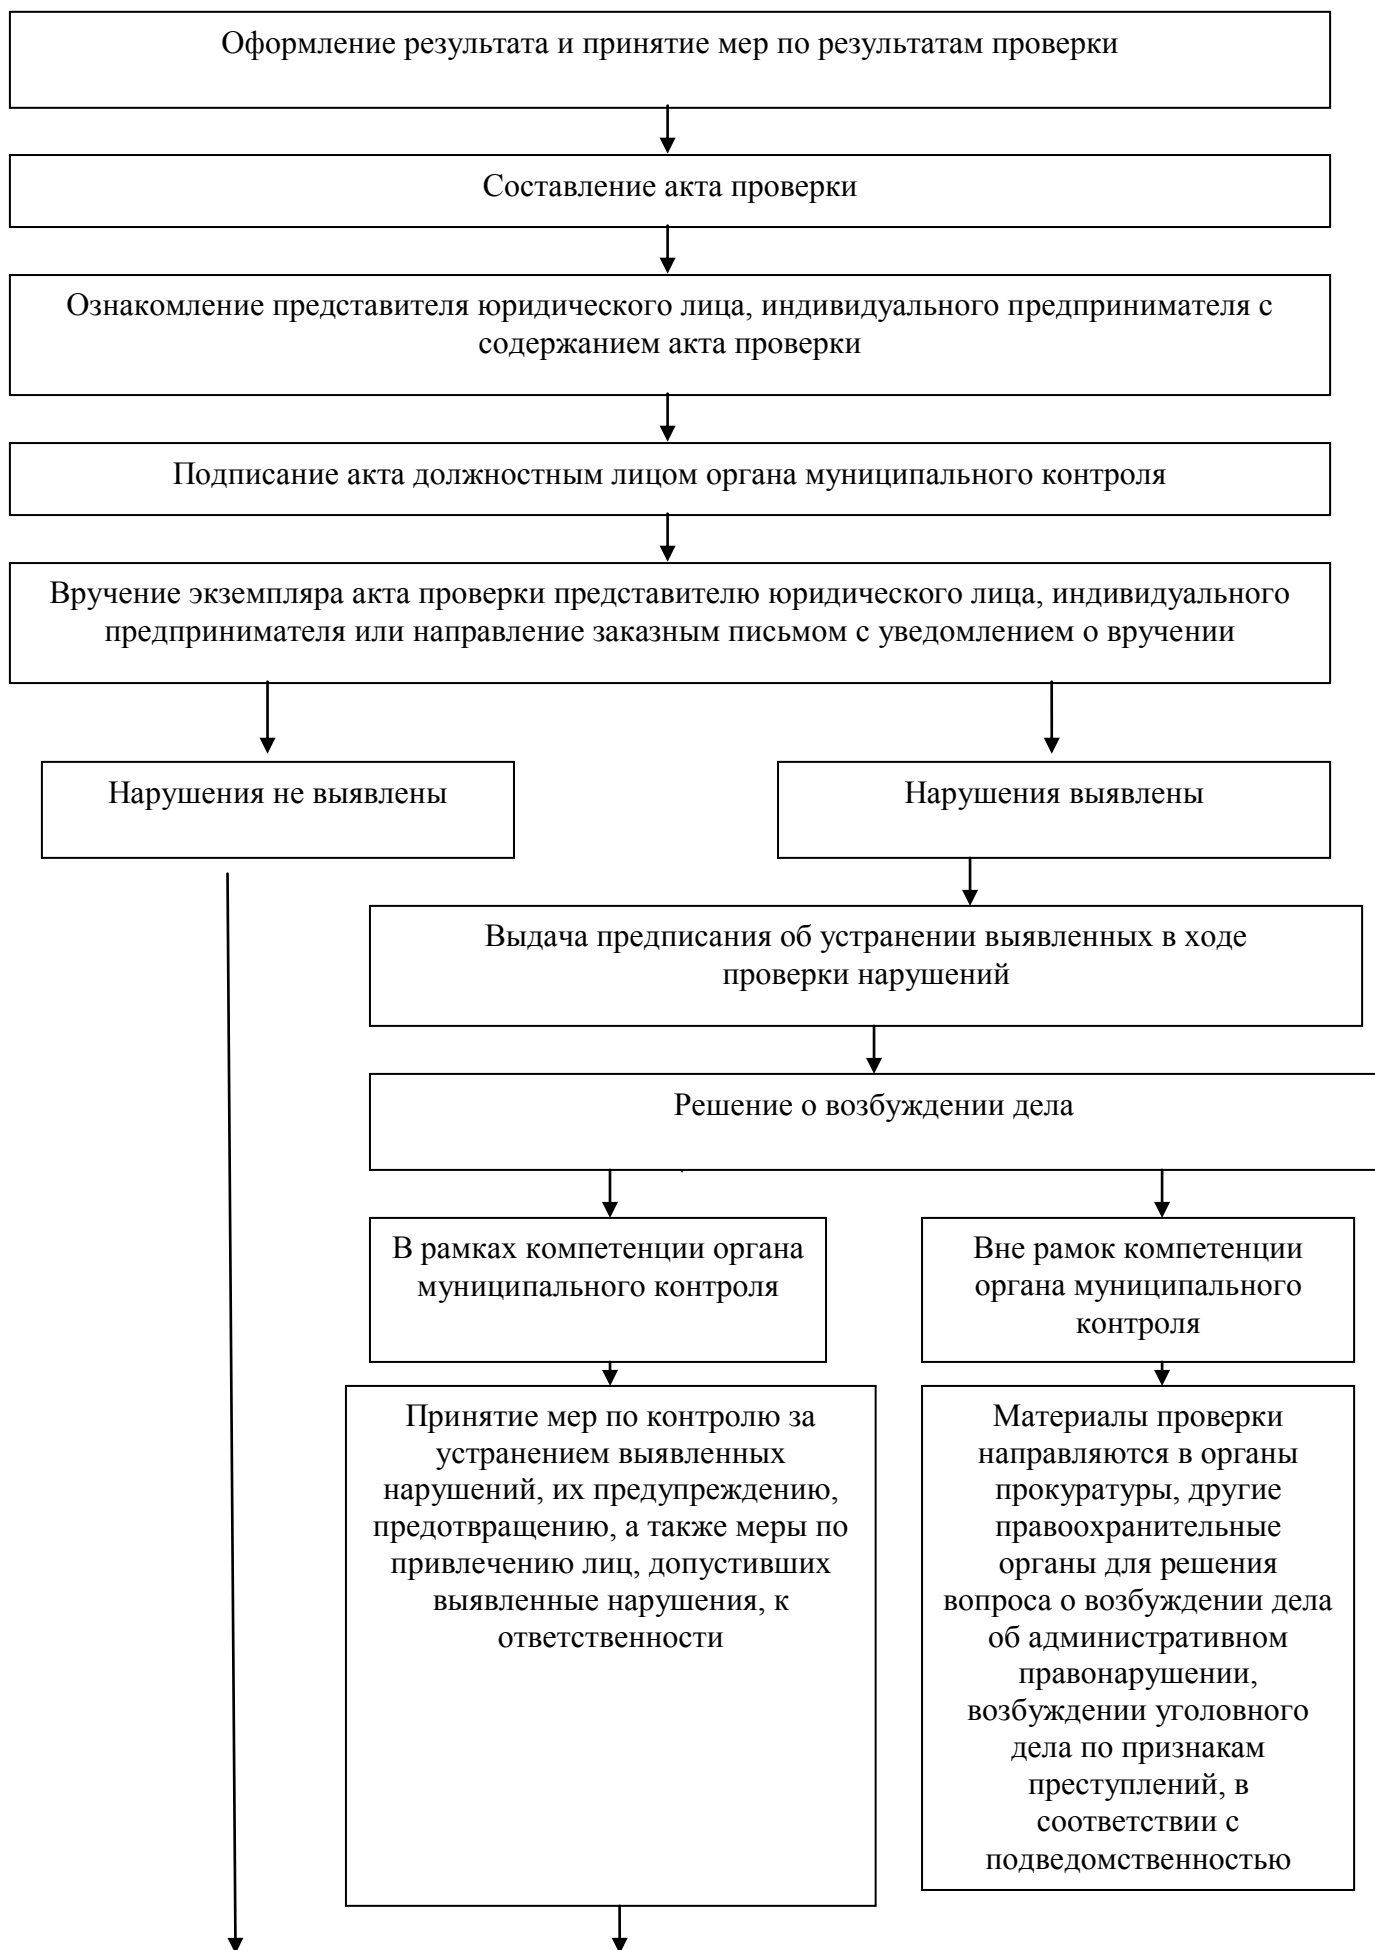 Оформление результата и принятие мер по результатам проверки
Составление акта проверки
Ознакомление представителя юридического лица, индивидуального предпринимателя с
содержанием акта проверки
Подписание акта должностным лицом органа муниципального контроля
Вручение экземпляра акта проверки представителю юридического лица, индивидуального
предпринимателя или направление заказным письмом с уведомлением о вручении
Нарушения не выявлены
Нарушения выявлены
Выдача предписания об устранении выявленных в ходе
проверки нарушений
Решение о возбуждении дела
В рамках компетенции органа
муниципального контроля
Вне рамок компетенции
органа муниципального
контроля
Принятие мер по контролю за
устранением выявленных
нарушений, их предупреждению,
предотвращению, а также меры по
привлечению лиц, допустивших
выявленные нарушения, к
ответственности
Материалы проверки
направляются в органы
прокуратуры, другие
правоохранительные
органы для решения
вопроса о возбуждении дела
об административном
правонарушении,
возбуждении уголовного
дела по признакам
преступлений, в
соответствии с
подведомственностью